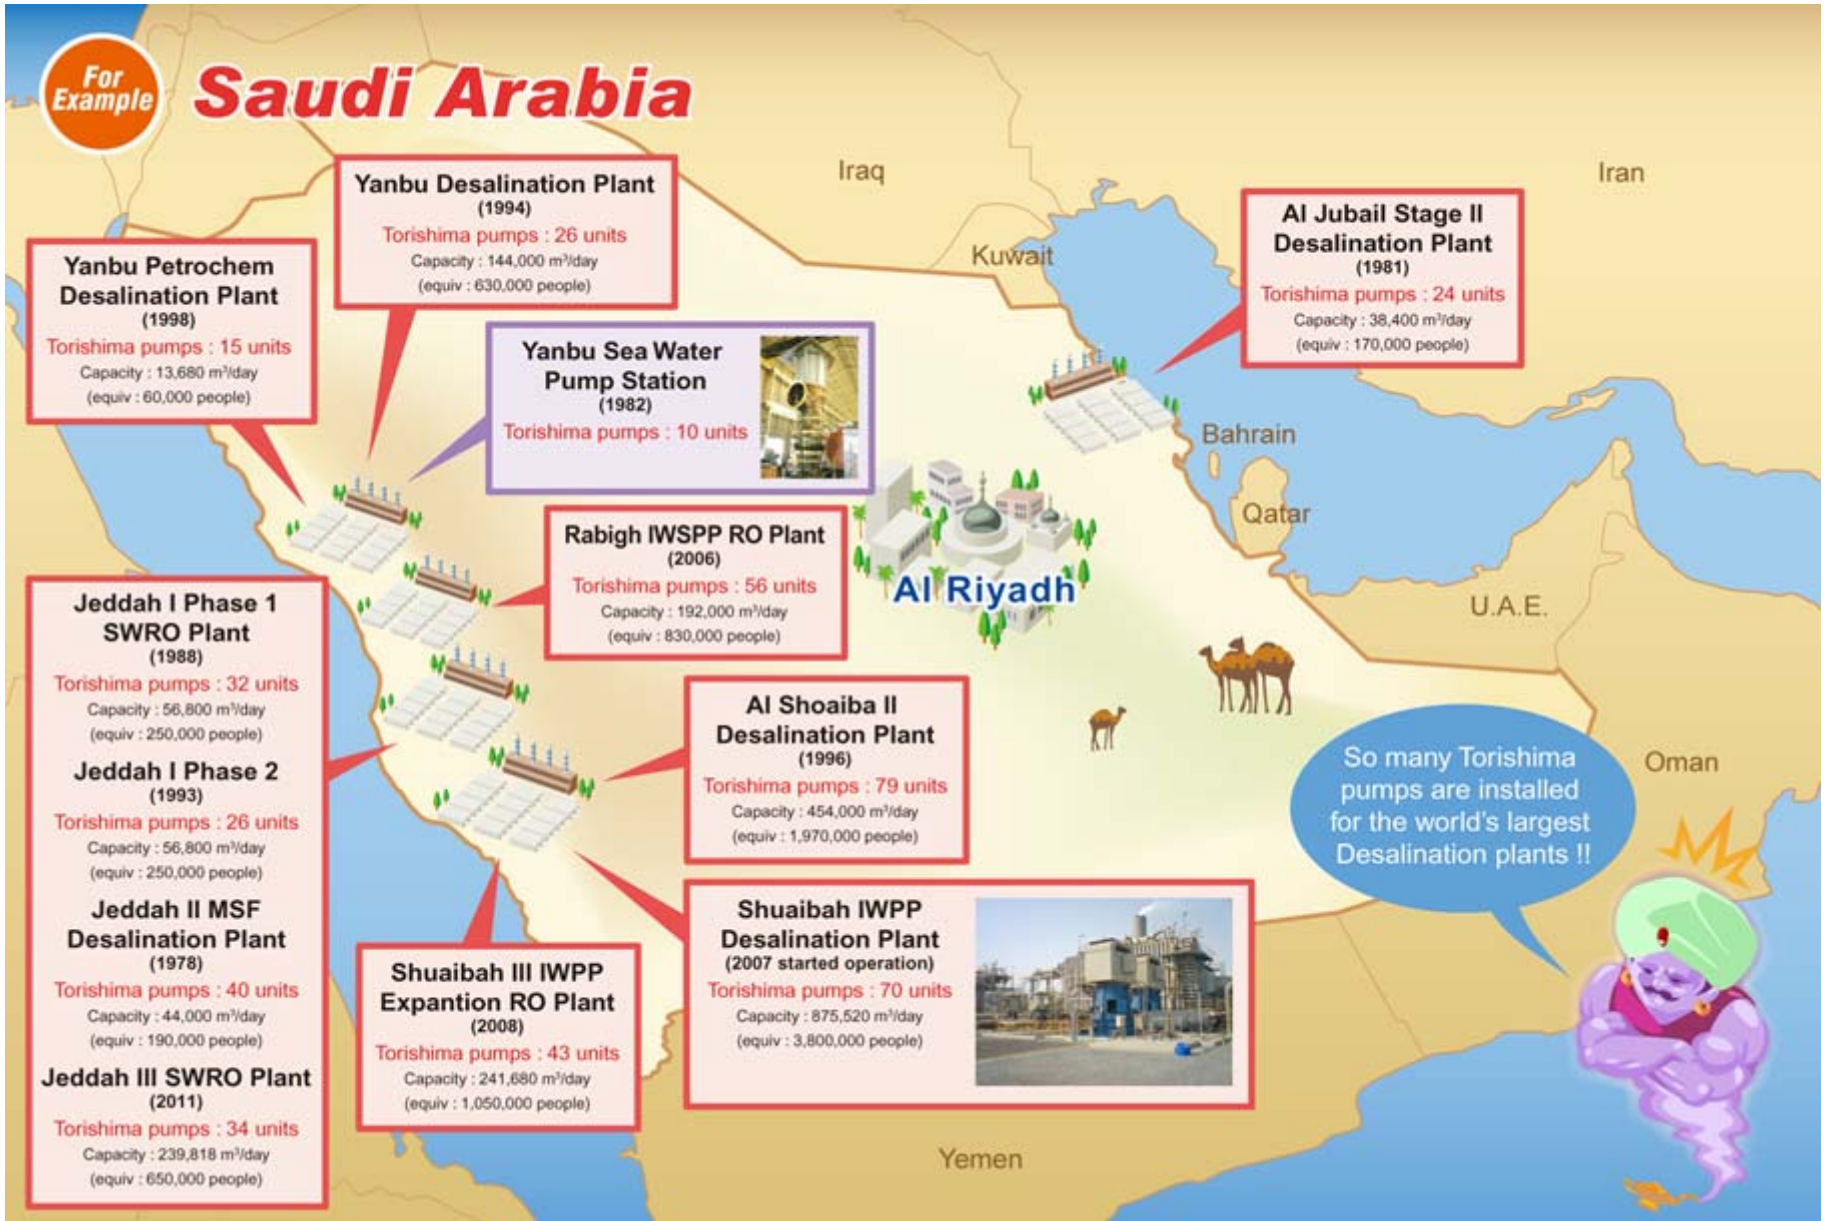 For
Example
Saudi Arabia
Iraq
Iran
Kuwait
Bahrain
Qatar
U.A.E.
Oman
Yemen
Al Riyadh
Yanbu Desalination Plant
(1994)
Torishima pumps : 26 units
Capacity : 144,000 m³/day
(equiv : 630,000 people)
Yanbu Petrochem
Desalination Plant
(1998)
Torishima pumps : 15 units
Capacity : 13,680 m³/day
(equiv : 60,000 people)
Yanbu Sea Water
Pump Station
(1982)
Torishima pumps : 10 units
Al Jubail Stage II
Desalination Plant
(1981)
Torishima pumps : 24 units
Capacity : 38,400 m³/day
(equiv : 170,000 people)
Rabigh IWSPP RO Plant
(2006)
Torishima pumps : 56 units
Capacity : 192,000 m³/day
(equiv : 830,000 people)
Jeddah I Phase 1
SWRO Plant
(1988)
Torishima pumps : 32 units
Capacity : 56,800 m³/day
(equiv : 250,000 people)
Jeddah I Phase 2
(1993)
Torishima pumps : 26 units
Capacity : 56,800 m³/day
(equiv : 250,000 people)
Jeddah II MSF
Desalination Plant
(1978)
Torishima pumps : 40 units
Capacity : 44,000 m³/day
(equiv : 190,000 people)
Jeddah III SWRO Plant
(2011)
Torishima pumps : 34 units
Capacity : 239,818 m³/day
(equiv : 650,000 people)
Al Shoaiba II
Desalination Plant
(1996)
Torishima pumps : 79 units
Capacity : 454,000 m³/day
(equiv : 1,970,000 people)
Shuaibah III IWPP
Expantion RO Plant
(2008)
Torishima pumps : 43 units
Capacity : 241,680 m³/day
(equiv : 1,050,000 people)
Shuaibah IWPP
Desalination Plant
(2007 started operation)
Torishima pumps : 70 units
Capacity : 875,520 m³/day
(equiv : 3,800,000 people)
So many Torishima
pumps are installed
for the world's largest
Desalination plants !!